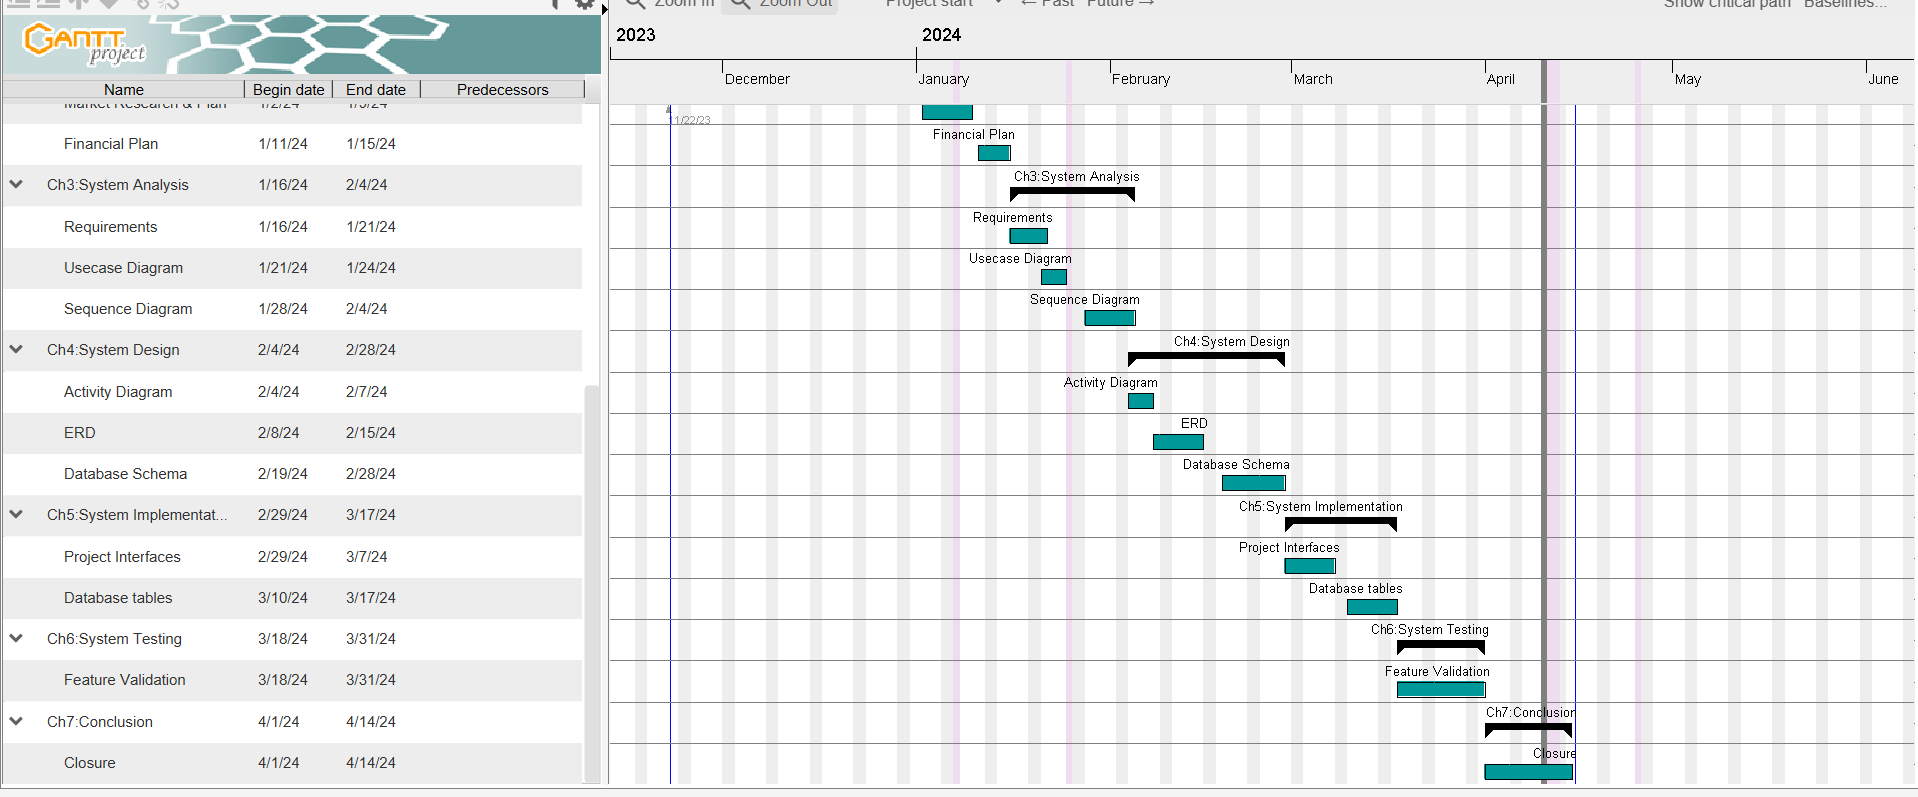 Zoom In Zoom Out Project start ← Past Future → Show critical path Baselines...
GANTT
project
2023 2024
December January February March April May June
Name Begin date End date Predecessors
Market Research & Plan 1/2/24 1/9/24
11/22/23
Financial Plan 1/11/24 1/15/24
Financial Plan
Ch3:System Analysis 1/16/24 2/4/24
Ch3:System Analysis
Requirements 1/16/24 1/21/24
Requirements
Usecase Diagram 1/21/24 1/24/24
Usecase Diagram
Sequence Diagram 1/28/24 2/4/24
Sequence Diagram
Ch4:System Design 2/4/24 2/28/24
Ch4:System Design
Activity Diagram 2/4/24 2/7/24
Activity Diagram
ERD 2/8/24 2/15/24
ERD
Database Schema 2/19/24 2/28/24
Database Schema
Ch5:System Implementat... 2/29/24 3/17/24
Ch5:System Implementation
Project Interfaces 2/29/24 3/7/24
Project Interfaces
Database tables 3/10/24 3/17/24
Database tables
Ch6:System Testing 3/18/24 3/31/24
Ch6:System Testing
Feature Validation 3/18/24 3/31/24
Feature Validation
Ch7:Conclusion 4/1/24 4/14/24
Ch7:Conclusion
Closure 4/1/24 4/14/24
Closure